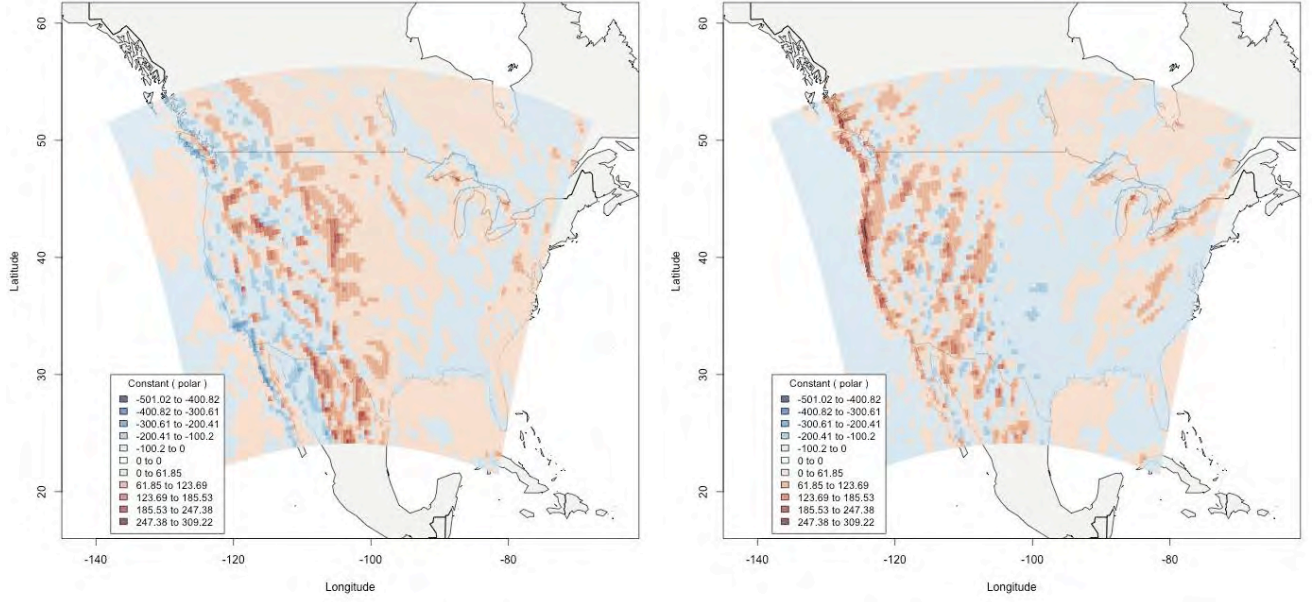 60
50
40
30
20
Latitude
Constant ( polar )
-501.02 to -400.82
-400.82 to -300.61
-300.61 to -200.41
-200.41 to -100.2
-100.2 to 0
0 to 0
0 to 61.85
61.85 to 123.69
123.69 to 185.53
185.53 to 247.38
247.38 to 309.22
-140
-120
-100
-80
Longitude
60
50
40
30
20
Latitude
Constant ( polar )
-501.02 to -400.82
-400.82 to -300.61
-300.61 to -200.41
-200.41 to -100.2
-100.2 to 0
0 to 0
0 to 61.85
61.85 to 123.69
123.69 to 185.53
185.53 to 247.38
247.38 to 309.22
-140
-120
-100
-80
Longitude